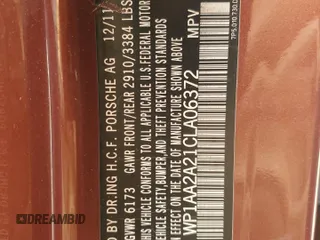 MFD BY DR.ING H.C.F. PORSCHE AG 12/11
GVWR 6173 GAWR FRONT/REAR 2910/3384 LBS
THIS VEHICLE CONFORMS TO ALL APPLICABLE U.S. FEDERAL MOTOR
VEHICLE SAFETY, BUMPER, AND THEFT PREVENTION STANDARDS
IN EFFECT ON THE DATE OF MANUFACTURE SHOWN ABOVE
WP1AA2A21CLA06372 MPV
DREAMBID